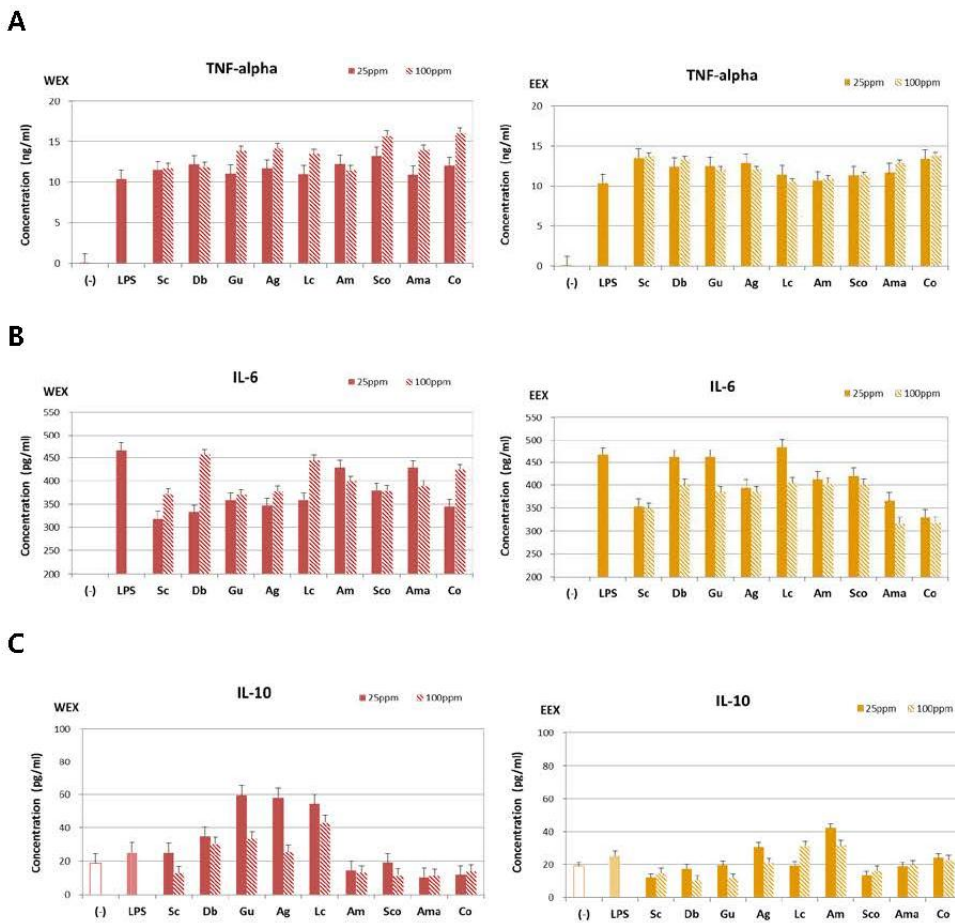 A
WEX
TNF-alpha
25ppm 100ppm
Concentration (ng/ml)
20
15
10
5
0
(-) LPS Sc Db Gu Ag Lc Am Sco Ama Co
EEX
TNF-alpha
25ppm 100ppm
Concentration (ng/ml)
20
15
10
5
0
(-) LPS Sc Db Gu Ag Lc Am Sco Ama Co
B
WEX
IL-6
25ppm 100ppm
Concentration (pg/ml)
550
500
450
400
350
300
250
200
(-) LPS Sc Db Gu Ag Lc Am Sco Ama Co
EEX
IL-6
25ppm 100ppm
Concentration (pg/ml)
550
500
450
400
350
300
250
200
(-) LPS Sc Db Gu Ag Lc Am Sco Ama Co
C
WEX
IL-10
25ppm 100ppm
Concentration (pg/ml)
100
80
60
40
20
0
(-) LPS Sc Db Gu Ag Lc Am Sco Ama Co
EEX
IL-10
25ppm 100ppm
Concentration (pg/ml)
100
80
60
40
20
0
(-) LPS Sc Db Gu Ag Lc Am Sco Ama Co